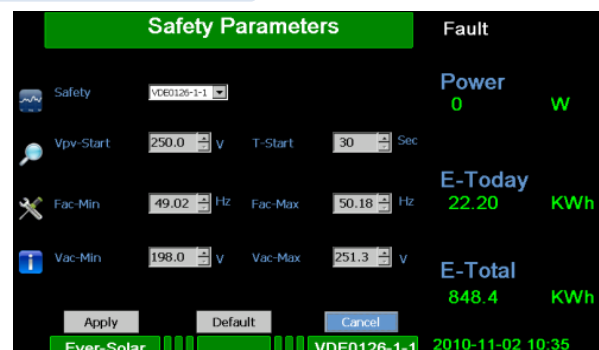 Safety Parameters
Fault
Safety VDE0126-1-1
Power
0 W
Vpv-Start 250.0 V T-Start 30 Sec
E-Today
22.20 KWh
Fac-Min 49.02 Hz Fac-Max 50.18 Hz
Vac-Min 198.0 V Vac-Max 251.3 V
E-Total
848.4 KWh
Apply Default Cancel
Ever-Solar VDE0126-1-1 2010-11-02 10:35